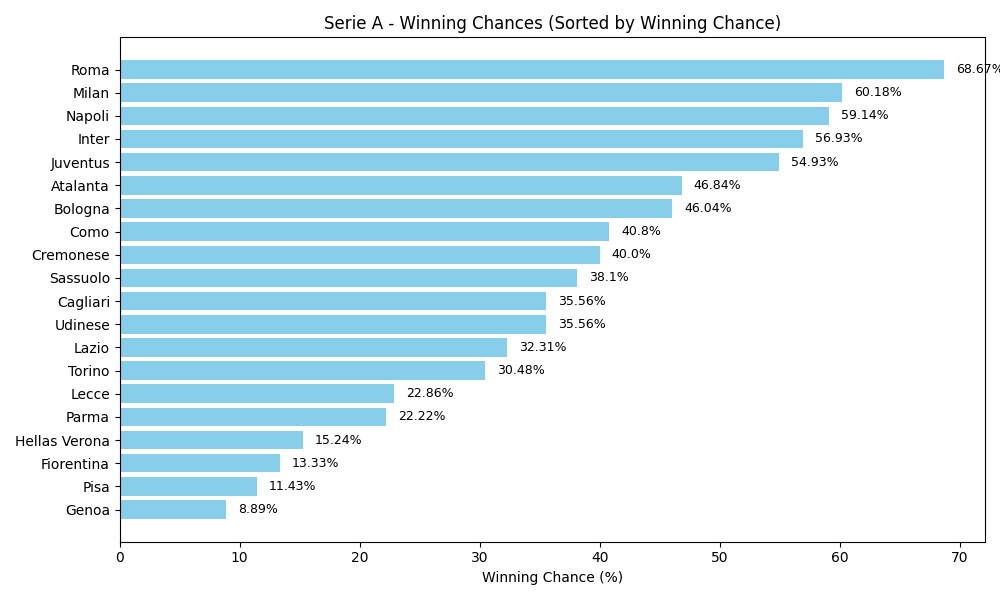 Serie A - Winning Chances (Sorted by Winning Chance)
Roma 68.67%
Milan 60.18%
Napoli 59.14%
Inter 56.93%
Juventus 54.93%
Atalanta 46.84%
Bologna 46.04%
Como 40.8%
Cremonese 40.0%
Sassuolo 38.1%
Cagliari 35.56%
Udinese 35.56%
Lazio 32.31%
Torino 30.48%
Lecce 22.86%
Parma 22.22%
Hellas Verona 15.24%
Fiorentina 13.33%
Pisa 11.43%
Genoa 8.89%
0 10 20 30 40 50 60 70
Winning Chance (%)